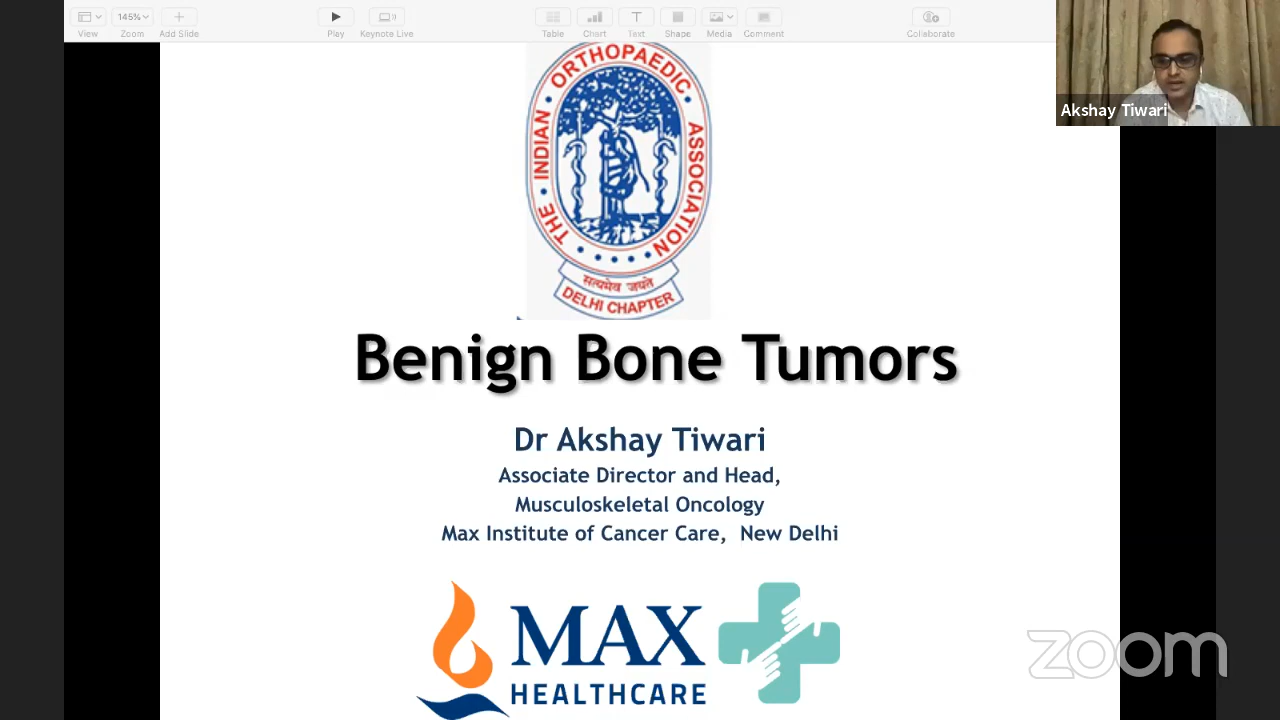 145%
View
Zoom
Add Slide
Play
Keynote Live
Table
Chart
Text
Shape
Media
Comment
Collaborate
Akshay Tiwari
THE INDIAN ORTHOPAEDIC ASSOCIATION
सत्यमेव जयते
DELHI CHAPTER
Benign Bone Tumors
Dr Akshay Tiwari
Associate Director and Head,
Musculoskeletal Oncology
Max Institute of Cancer Care, New Delhi
MAX
HEALTHCARE
zoom